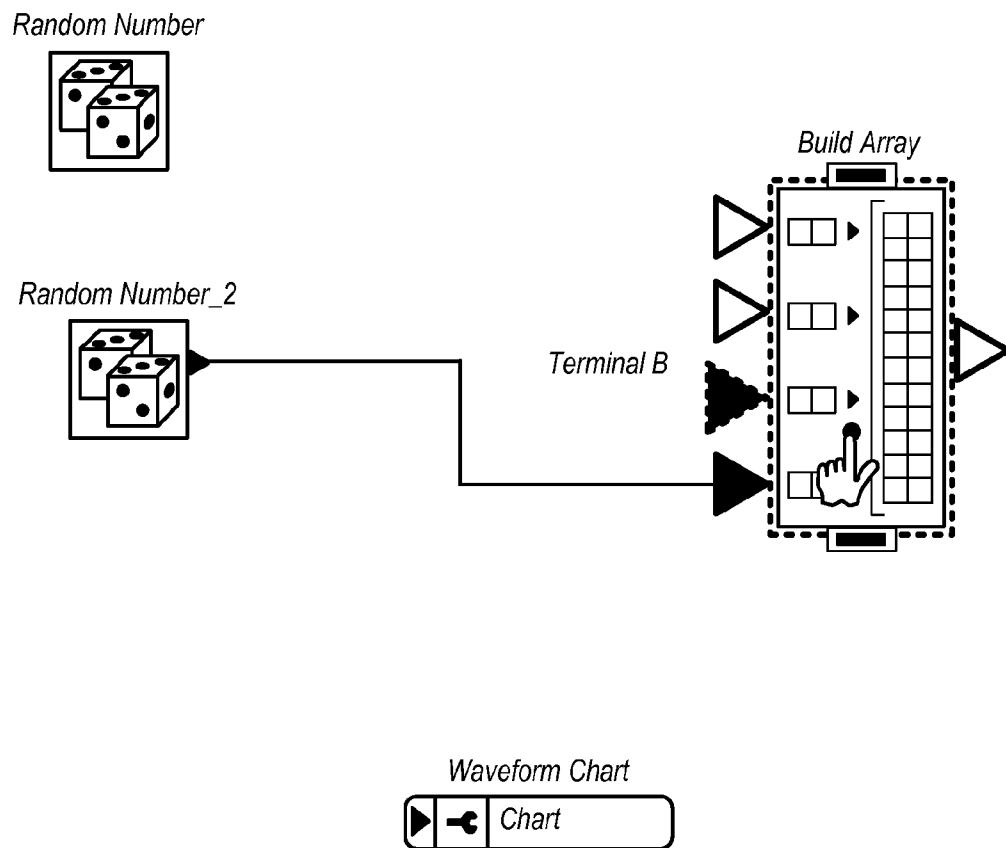 Random Number
Build Array
Random Number_2
Terminal B
Waveform Chart
Chart